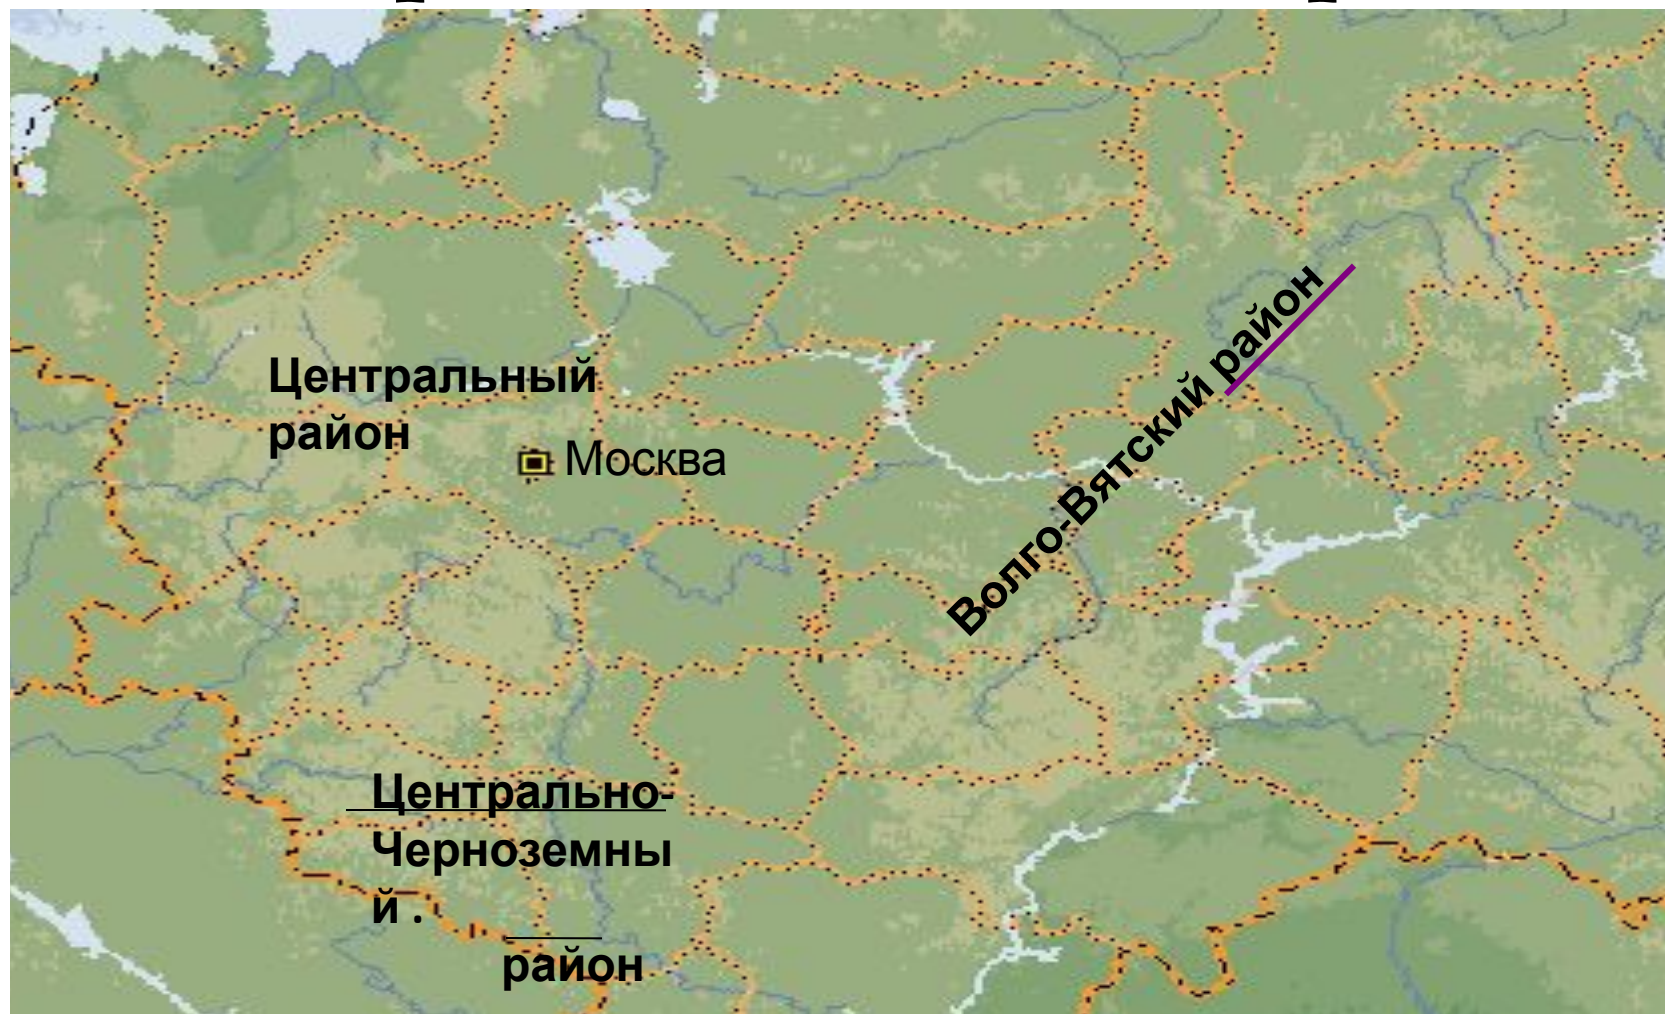 Центральный
район
Москва
Волго-Вятский район
Центрально-
Черноземны
й .
район